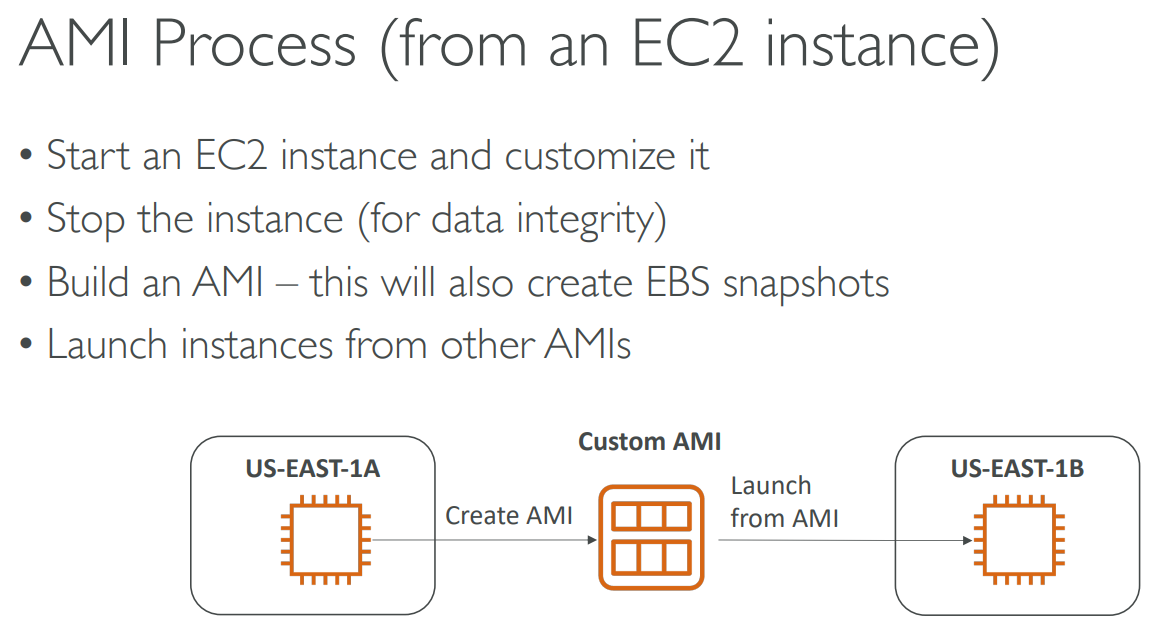 AMI Process (from an EC2 instance)
• Start an EC2 instance and customize it
• Stop the instance (for data integrity)
• Build an AMI – this will also create EBS snapshots
• Launch instances from other AMIs
US-EAST-1A
Create AMI
Custom AMI
Launch
from AMI
US-EAST-1B